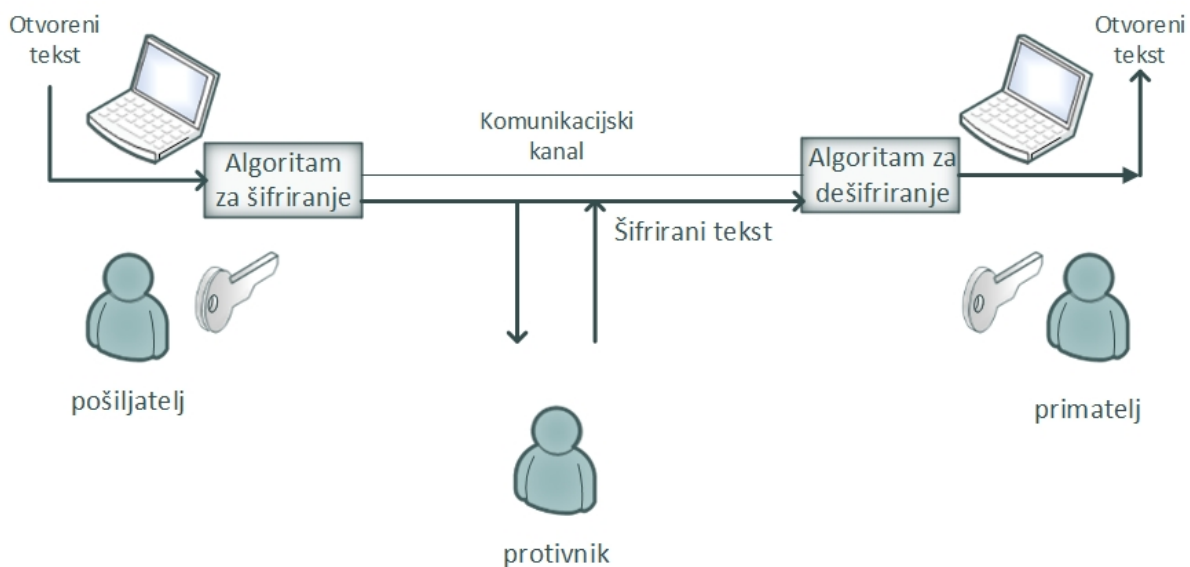 Otvoreni
tekst
Otvoreni
tekst
Komunikacijski
kanal
Algoritam
za šifriranje
Algoritam za
dešifriranje
Šifrirani tekst
pošiljatelj
primatelj
protivnik